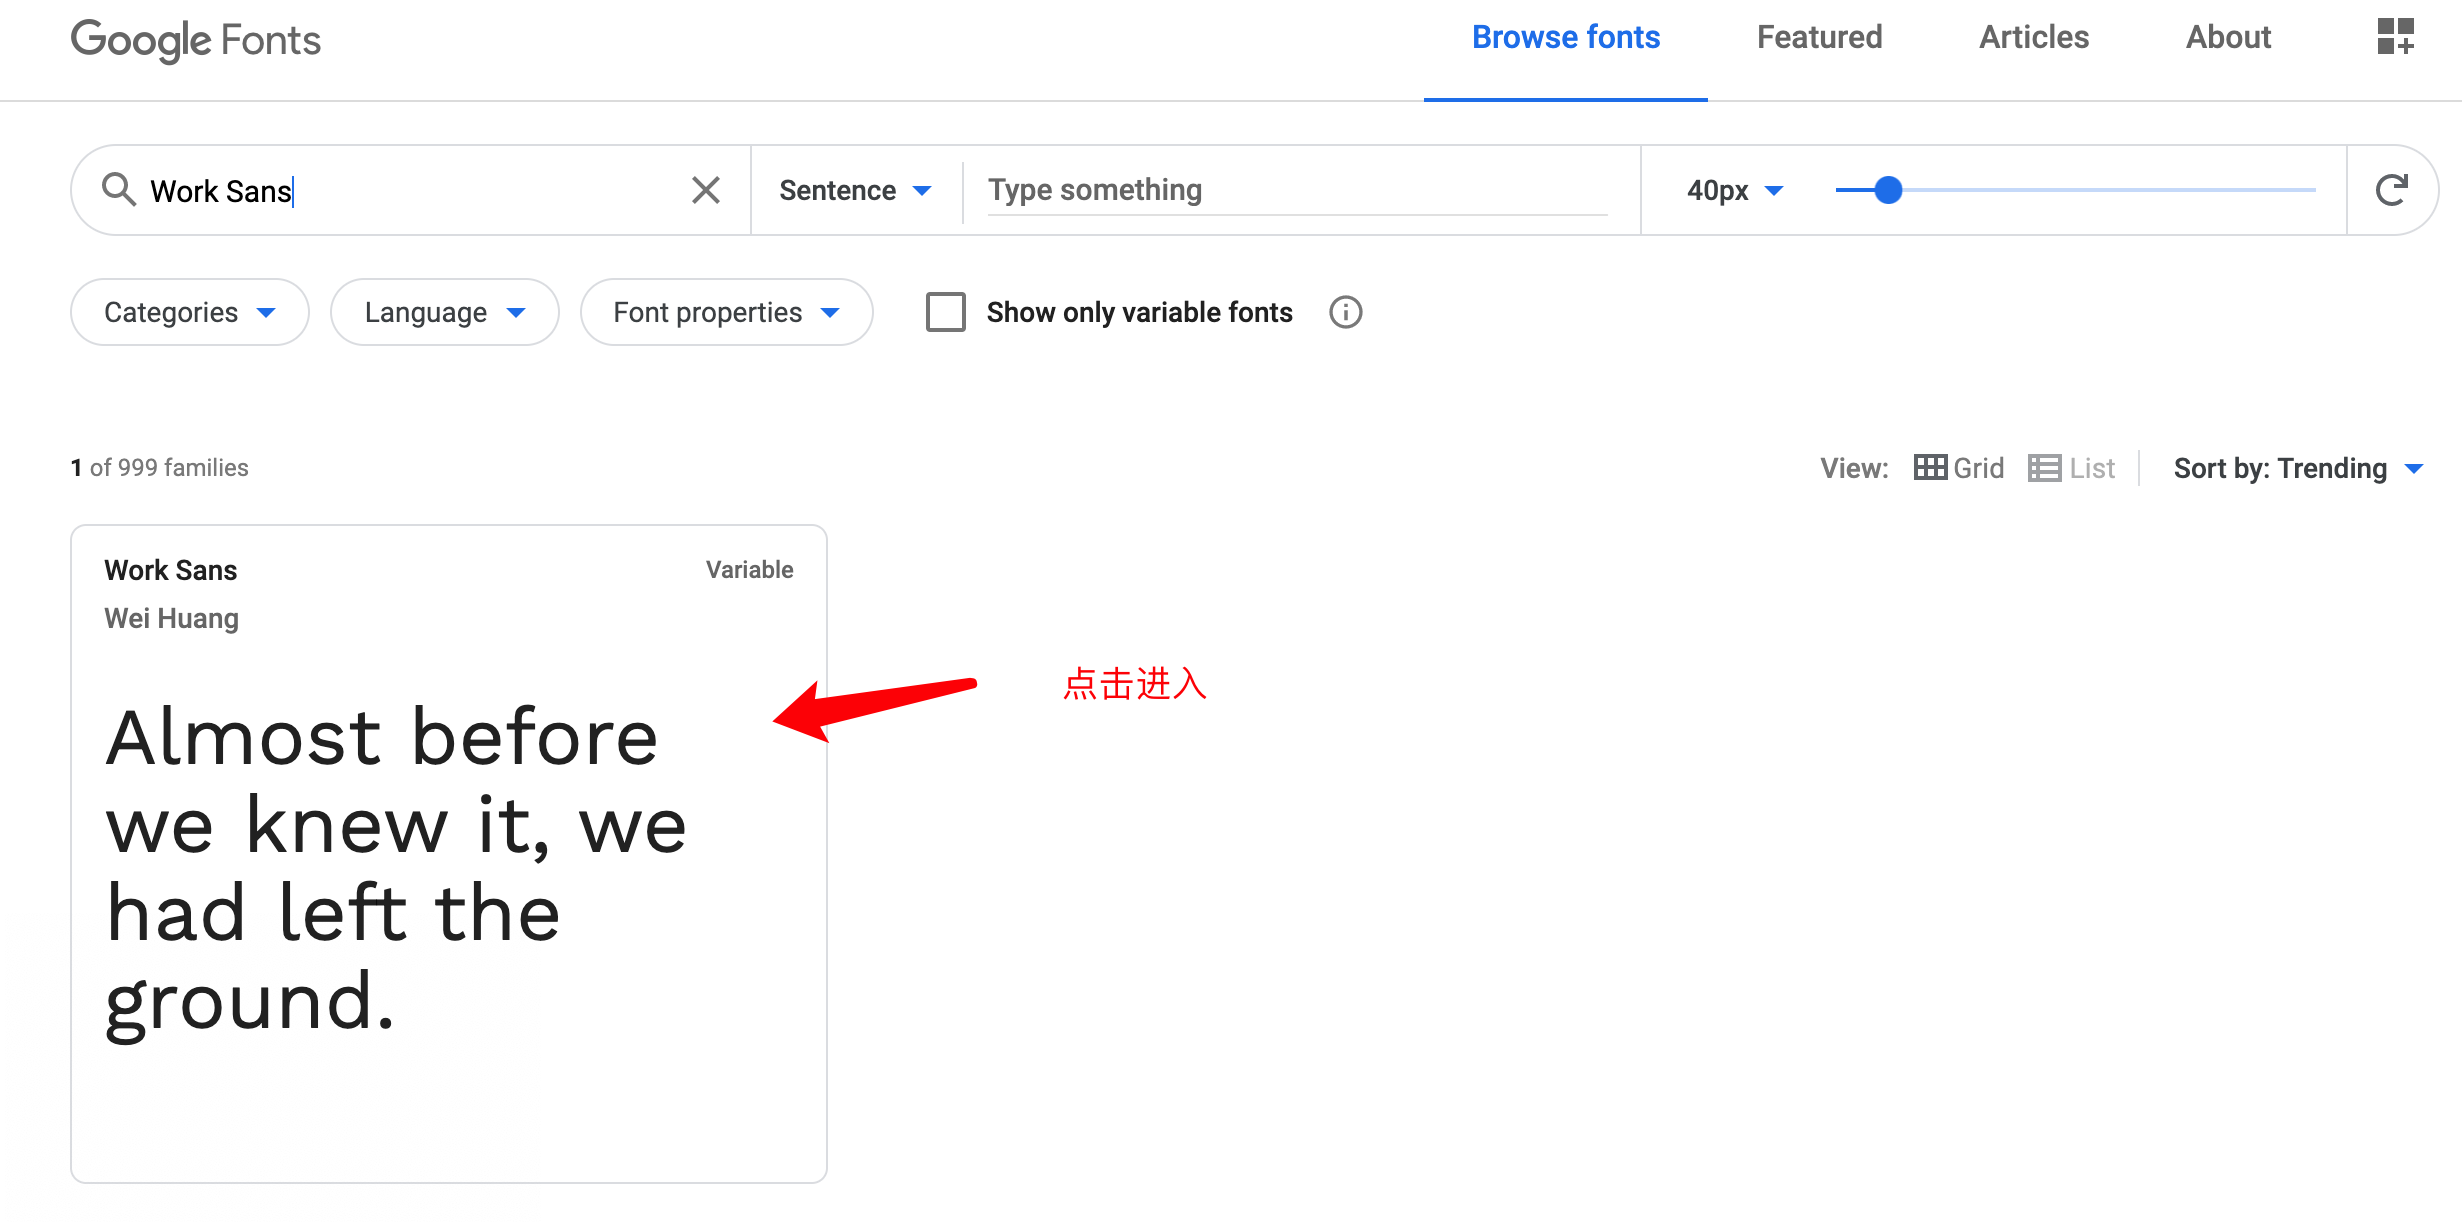 Google Fonts
Browse fonts
Featured
Articles
About
Work Sans
Sentence
Type something
40px
Categories
Language
Font properties
Show only variable fonts
1 of 999 families
View:
Grid
List
Sort by: Trending
Work Sans
Variable
Wei Huang
点击进入
Almost before
we knew it, we
had left the
ground.